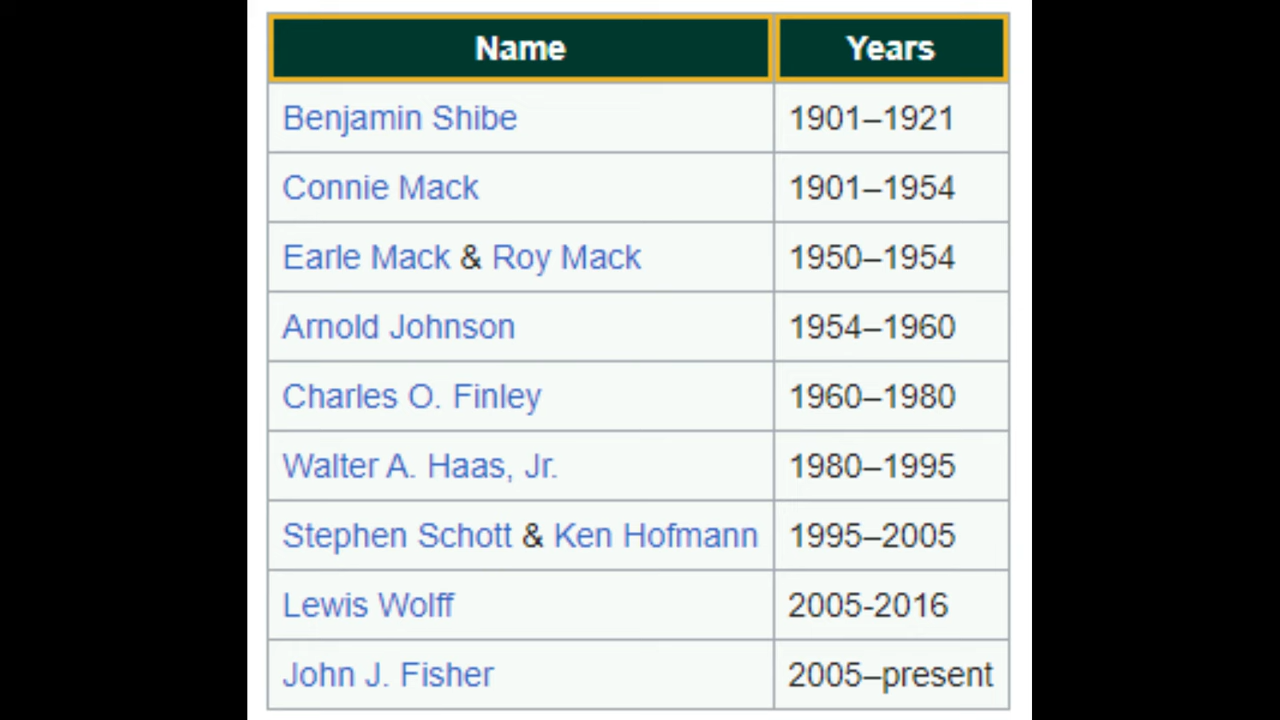 Name Years
Benjamin Shibe 1901–1921
Connie Mack 1901–1954
Earle Mack & Roy Mack 1950–1954
Arnold Johnson 1954–1960
Charles O. Finley 1960–1980
Walter A. Haas, Jr. 1980–1995
Stephen Schott & Ken Hofmann 1995–2005
Lewis Wolff 2005-2016
John J. Fisher 2005–present